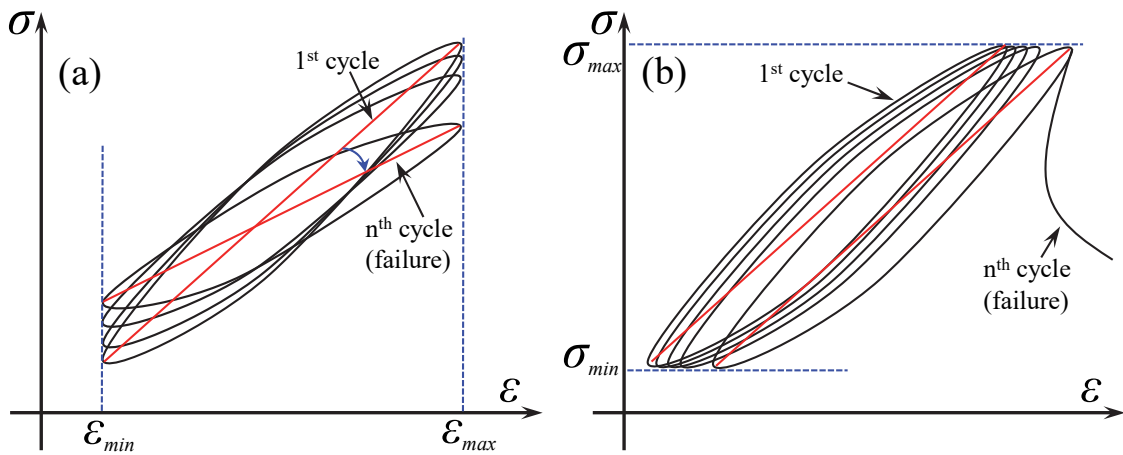 σ
(a)
1st cycle
nth cycle
(failure)
ε
εmin
εmax
σ
σmax
(b)
1st cycle
nth cycle
(failure)
σmin
ε